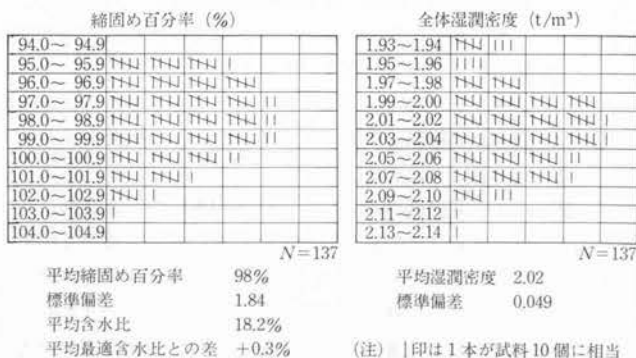 締固め百分率 (%)
94.0〜 94.9
95.0〜 95.9
96.0〜 96.9
97.0〜 97.9
98.0〜 98.9
99.0〜 99.9
100.0〜100.9
101.0〜101.9
102.0〜102.9
103.0〜103.9
104.0〜104.9
N=137
平均締固め百分率 98%
標準偏差 1.84
平均含水比 18.2%
平均最適含水比との差 +0.3%
全体湿潤密度 (t/m³)
1.93〜1.94
1.95〜1.96
1.97〜1.98
1.99〜2.00
2.01〜2.02
2.03〜2.04
2.05〜2.06
2.07〜2.08
2.09〜2.10
2.11〜2.12
2.13〜2.14
N=137
平均湿潤密度 2.02
標準偏差 0.049
(注) |印は1本が試料10個に相当